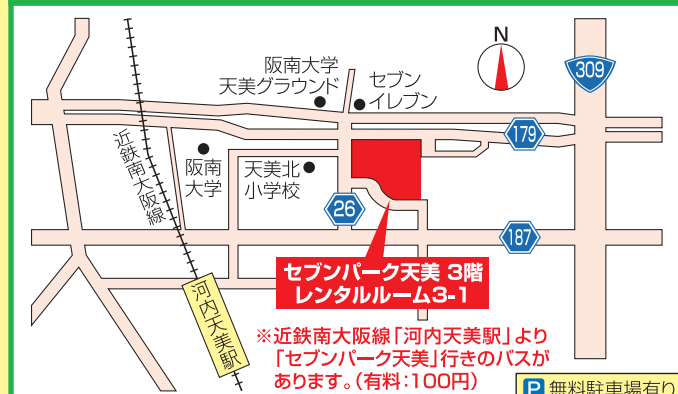 N
阪南大学
天美グラウンド
セブン
イレブン
309
179
近鉄南大阪線
阪南
大学
天美北
小学校
26
187
セブンパーク天美 3階
レンタルルーム3-1
河内天美駅
※近鉄南大阪線「河内天美駅」より
「セブンパーク天美」行きのバスが
あります。(有料:100円)
P 無料駐車場有り